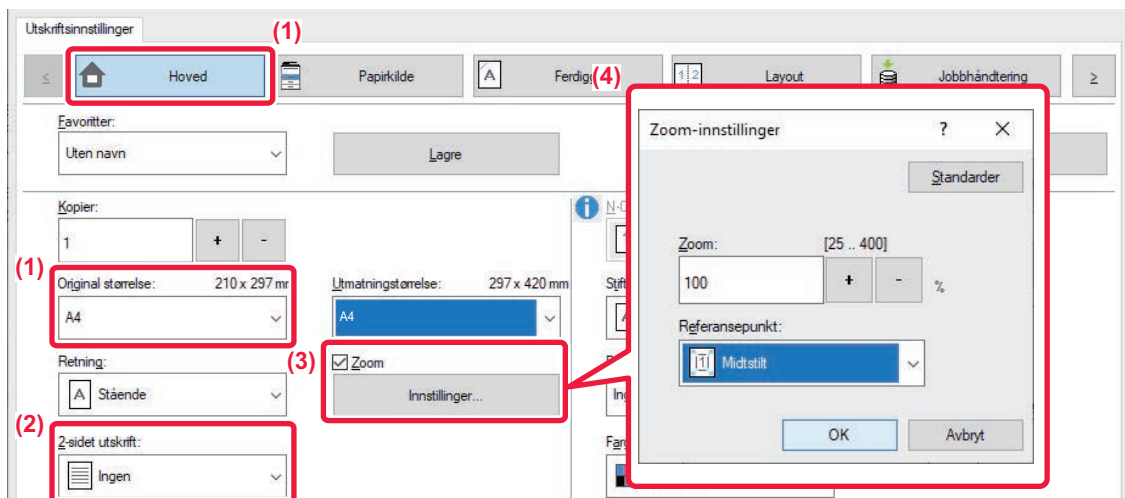 Utskriftsinnstillinger
(1)
Hoved
Papirkilde
(4)
Layout
Jobbhåndtering
Favoritter:
Uten navn
Lagre
Kopier:
1
+
-
(1)
Original størrelse: 210 x 297 mm
A4
Utmatningstørrelse: 297 x 420 mm
A4
Retning:
Stående
(3)
Zoom
Innstillinger...
(2)
2-sidet utskrift:
Ingen
Zoom-innstillinger
?
Standarder
Zoom: [25 .. 400]
100
+
-
%
Referansepunkt:
Midtstilt
OK
Avbryt